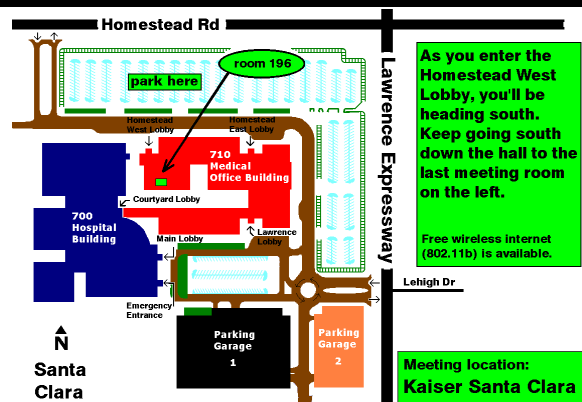 Homestead Rd
room 196
park here
Homestead
West Lobby
Homestead
East Lobby
710
Medical
Office Building
Courtyard Lobby
700
Hospital
Building
Main Lobby
Lawrence
Lobby
Emergency
Entrance
Parking
Garage
1
Parking
Garage
2
N
Santa
Clara
Lawrence Expressway
Lehigh Dr
As you enter the
Homestead West
Lobby, you'll be
heading south.
Keep going south
down the hall to the
last meeting room
on the left.
Free wireless internet
(802.11b) is available.
Meeting location:
Kaiser Santa Clara